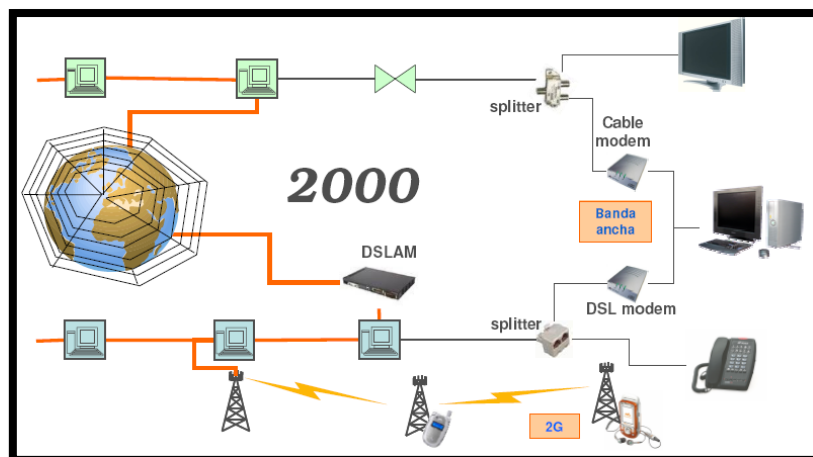 splitter
Cable
modem
2000
Banda
ancha
DSLAM
DSL modem
splitter
2G